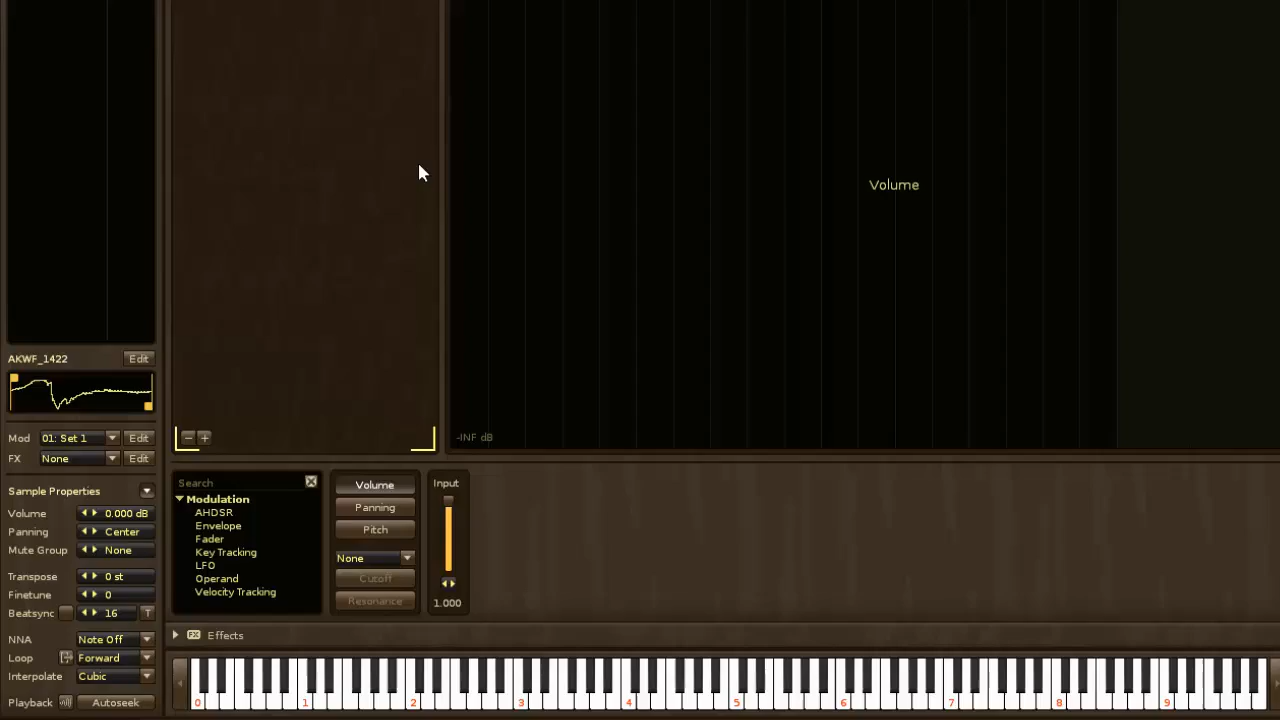 Volume
AKWF_1422 Edit
-INF dB
Mod 01: Set 1 Edit
FX None Edit
Sample Properties
Volume 0.000 dB
Panning Center
Mute Group None
Transpose 0 st
Finetune 0
Beatsync 16 T
NNA Note Off
Loop Forward
Interpolate Cubic
Playback Autoseek
Search
Modulation
AHDSR
Envelope
Fader
Key Tracking
LFO
Operand
Velocity Tracking
Volume
Panning
Pitch
None
Cutoff
Resonance
Input
1.000
FX Effects
0 1 2 3 4 5 6 7 8 9